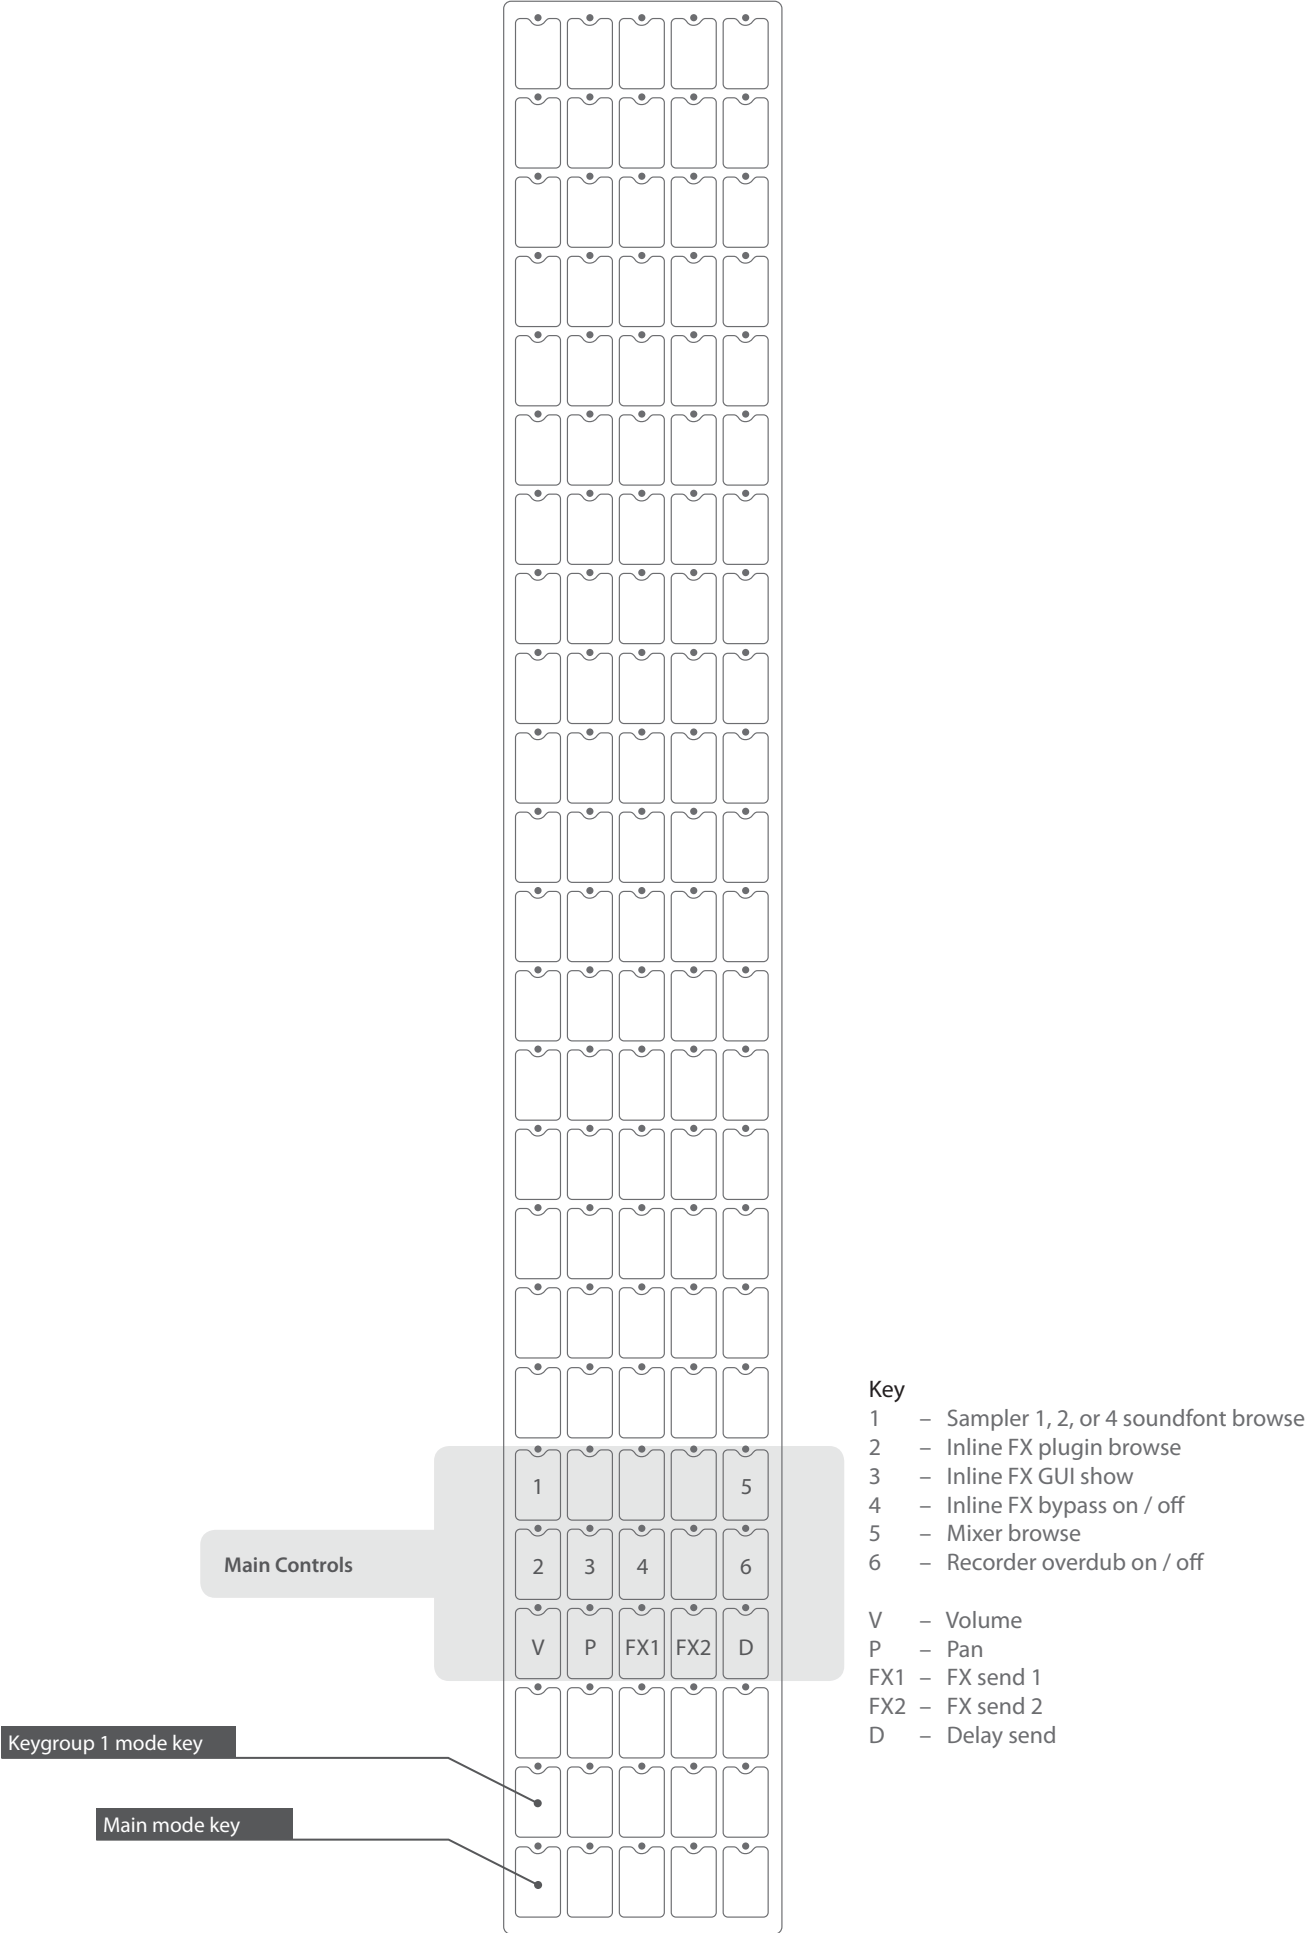 Key
1 – Sampler 1, 2, or 4 soundfont browse
2 – Inline FX plugin browse
3 – Inline FX GUI show
4 – Inline FX bypass on / off
5 – Mixer browse
6 – Recorder overdub on / off
V – Volume
P – Pan
FX1 – FX send 1
FX2 – FX send 2
D – Delay send
1 5
Main Controls
2 3 4 6
V P FX1 FX2 D
Keygroup 1 mode key
Main mode key